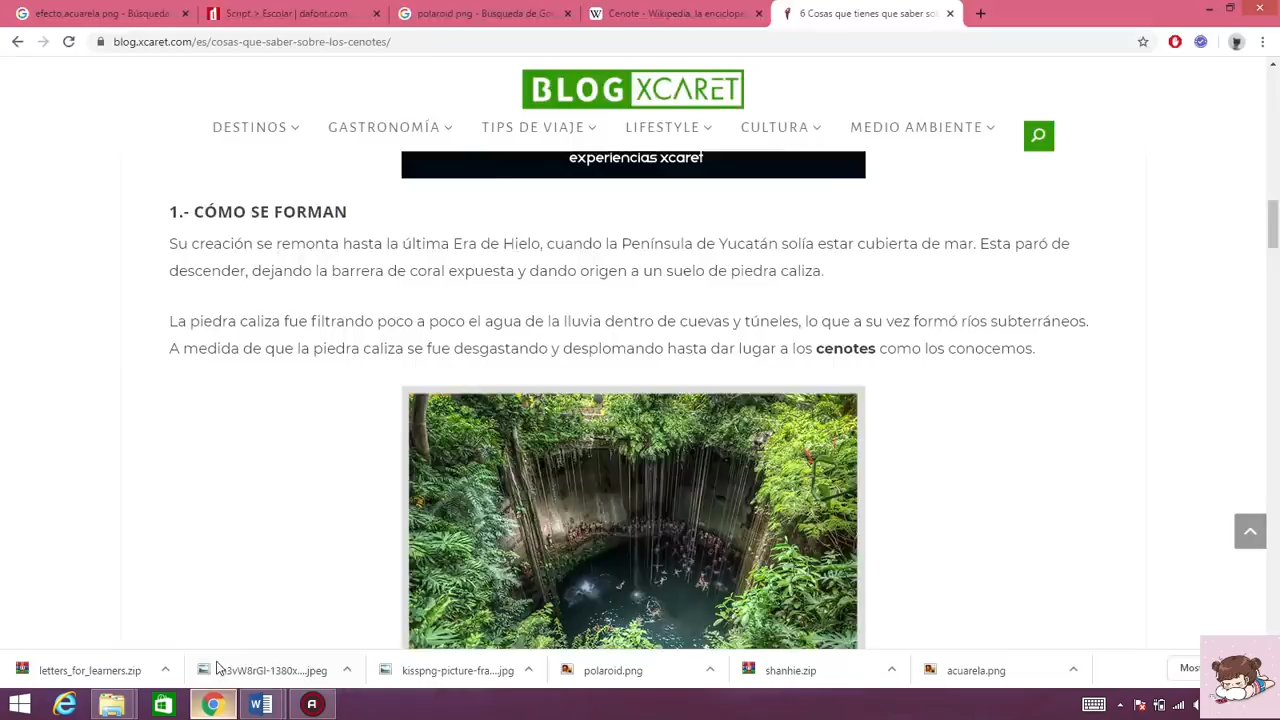 efecto acuarela png - Búsqueda
Script > Escolar | dafont.com
polaroid png - Búsqueda de Go
Cenote - Wikipedia, la enciclope
6 Cosas que tienes que saber so
blog.xcaret.com/es/cosas-que-saber-sobre-los-cenotes/
BLOG XCARET
DESTINOS GASTRONOMÍA TIPS DE VIAJE LIFESTYLE CULTURA MEDIO AMBIENTE
experiencias xcaret
1.- CÓMO SE FORMAN
Su creación se remonta hasta la última Era de Hielo, cuando la Península de Yucatán solía estar cubierta de mar. Esta paró de
descender, dejando la barrera de coral expuesta y dando origen a un suelo de piedra caliza.
La piedra caliza fue filtrando poco a poco el agua de la lluvia dentro de cuevas y túneles, lo que a su vez formó ríos subterráneos.
A medida de que la piedra caliza se fue desgastando y desplomando hasta dar lugar a los cenotes como los conocemos.
letters_for_learners.zip
3vW8rGl-1380x....jpeg
kisspng-picture-fra....jpg
polaroid.png
shanhie.zip
acuarela.png